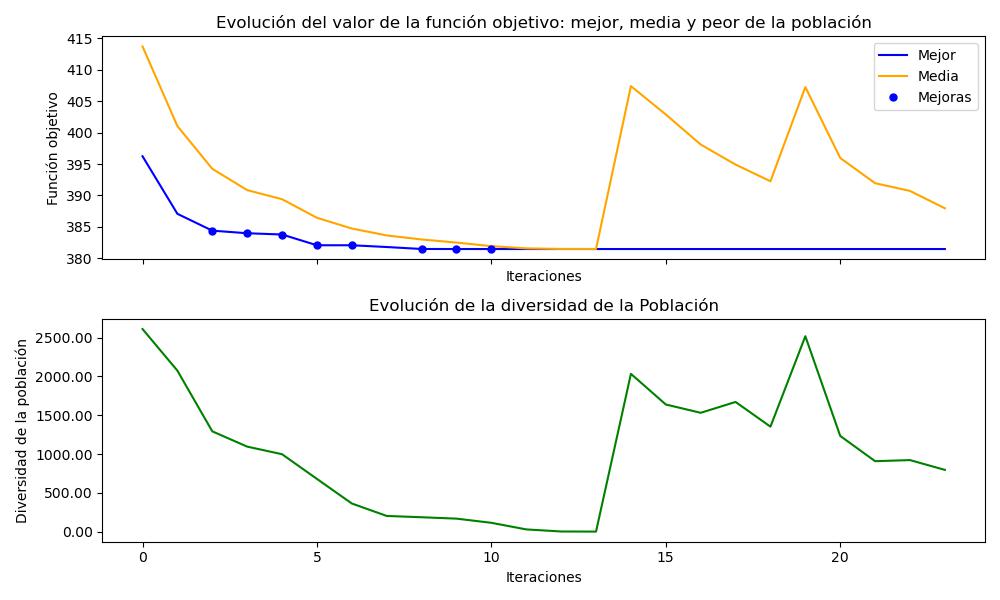 Evolución del valor de la función objetivo: mejor, media y peor de la población
415
410
405
400
395
390
385
380
Función objetivo
Mejor
Media
Mejoras
Iteraciones
Evolución de la diversidad de la Población
2500.00
2000.00
1500.00
1000.00
500.00
0.00
Diversidad de la población
0 5 10 15 20
Iteraciones